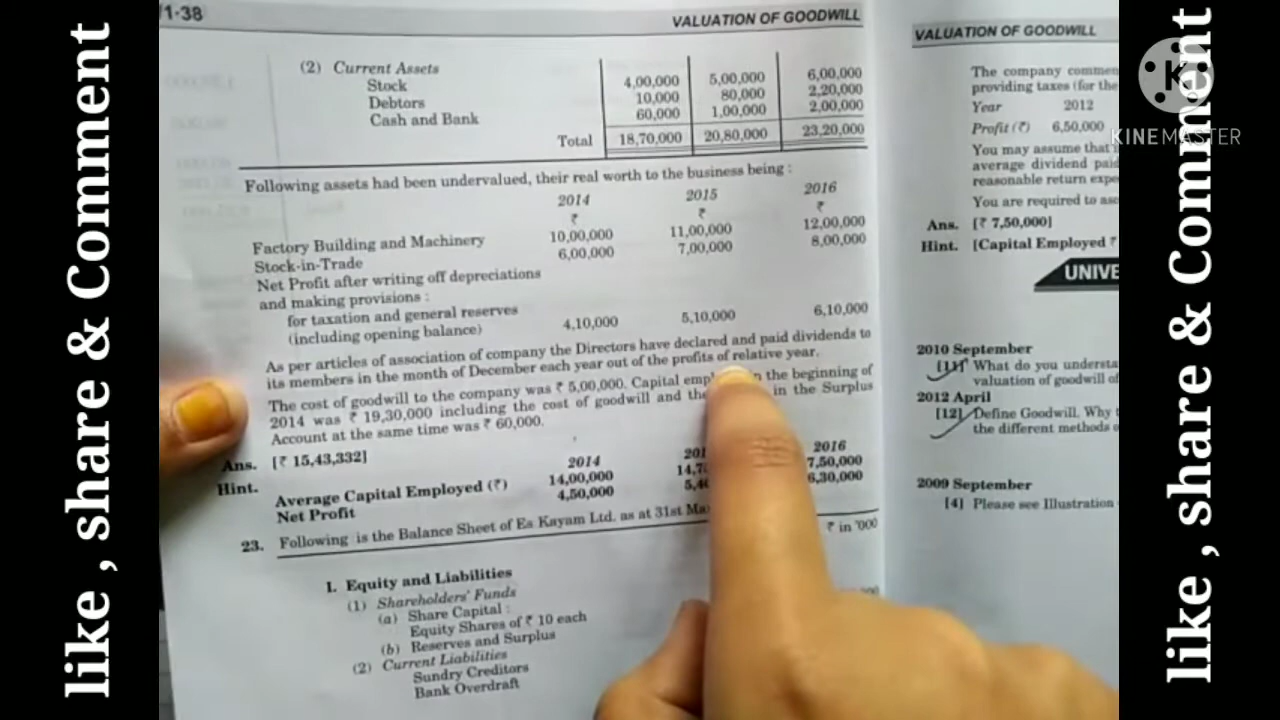 like , share & Comment
1-38
VALUATION OF GOODWILL
(2) Current Assets
Stock 4,00,000 5,00,000 6,00,000
Debtors 10,000 80,000 2,20,000
Cash and Bank 60,000 1,00,000 2,00,000
Total 18,70,000 20,80,000 23,20,000
Following assets had been undervalued, their real worth to the business being :
2014 2015 2016
₹ ₹ ₹
Factory Building and Machinery 10,00,000 11,00,000 12,00,000
Stock-in-Trade 6,00,000 7,00,000 8,00,000
Net Profit after writing off depreciations
and making provisions :
for taxation and general reserves
(including opening balance) 4,10,000 5,10,000 6,10,000
As per articles of association of company the Directors have declared and paid dividends to
its members in the month of December each year out of the profits of relative year.
The cost of goodwill to the company was ₹ 5,00,000. Capital emp the beginning of
2014 was ₹ 19,30,000 including the cost of goodwill and the in the Surplus
Account at the same time was ₹ 60,000.
Ans. [₹ 15,43,332]
Hint. 2014 201 2016
Average Capital Employed (₹) 14,00,000 14,7 7,50,000
Net Profit 4,50,000 5,4 6,30,000
23. Following is the Balance Sheet of Es Kayam Ltd. as at 31st Ma
₹ in '000
I. Equity and Liabilities
(1) Shareholders' Funds
(a) Share Capital :
Equity Shares of ₹ 10 each
(b) Reserves and Surplus
(2) Current Liabilities
Sundry Creditors
Bank Overdraft
VALUATION OF GOODWILL
The company commen
providing taxes (for the
Year 2012
Profit (₹) 6,50,000
You may assume that
average dividend paid
reasonable return expe
You are required to asc
Ans. [₹ 7,50,000]
Hint. [Capital Employed ₹
UNIVE
2010 September
[11] What do you understa
valuation of goodwill of
2012 April
[12] Define Goodwill. Why
the different methods o
2009 September
[4] Please see Illustration
K
KINEMASTER
like , share & Comment